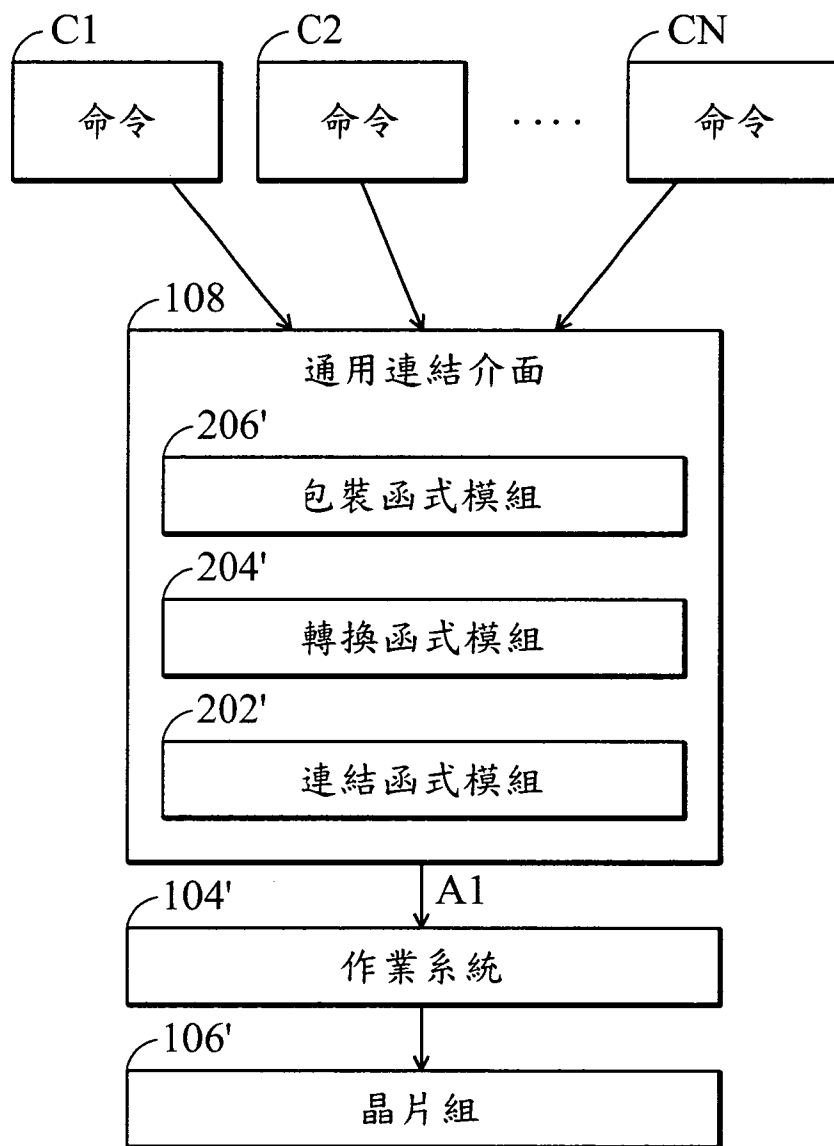 C1 C2 CN
命令 命令 ‧‧‧‧ 命令
108
通用連結介面
206'
包裝函式模組
204'
轉換函式模組
202'
連結函式模組
A1
104'
作業系統
106'
晶片組